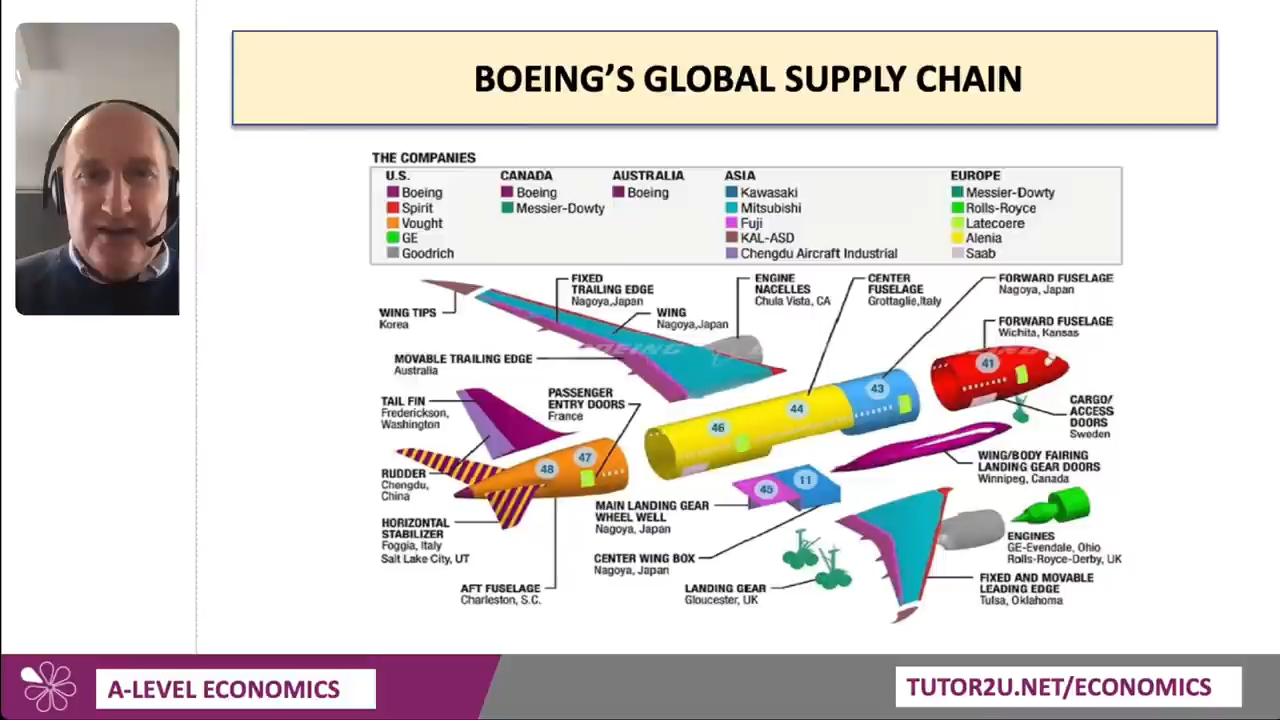 BOEING’S GLOBAL SUPPLY CHAIN
THE COMPANIES
U.S.
Boeing
Spirit
Vought
GE
Goodrich
CANADA
Boeing
Messier-Dowty
AUSTRALIA
Boeing
ASIA
Kawasaki
Mitsubishi
Fuji
KAL-ASD
Chengdu Aircraft Industrial
EUROPE
Messier-Dowty
Rolls-Royce
Latecoere
Alenia
Saab
WING TIPS
Korea
FIXED
TRAILING EDGE
Nagoya,Japan
WING
Nagoya,Japan
ENGINE
NACELLES
Chula Vista, CA
CENTER
FUSELAGE
Grottaglie,Italy
FORWARD FUSELAGE
Nagoya, Japan
FORWARD FUSELAGE
Wichita, Kansas
BOEING
MOVABLE TRAILING EDGE
Australia
41
43
44
46
47
48
TAIL FIN
Frederickson,
Washington
PASSENGER
ENTRY DOORS
France
CARGO/
ACCESS
DOORS
Sweden
RUDDER
Chengdu,
China
WING/BODY FAIRING
LANDING GEAR DOORS
Winnipeg, Canada
45
11
MAIN LANDING GEAR
WHEEL WELL
Nagoya, Japan
HORIZONTAL
STABILIZER
Foggia, Italy
Salt Lake City, UT
CENTER WING BOX
Nagoya, Japan
ENGINES
GE-Evendale, Ohio
Rolls-Royce-Derby, UK
AFT FUSELAGE
Charleston, S.C.
LANDING GEAR
Gloucester, UK
FIXED AND MOVABLE
LEADING EDGE
Tulsa, Oklahoma
A-LEVEL ECONOMICS
TUTOR2U.NET/ECONOMICS